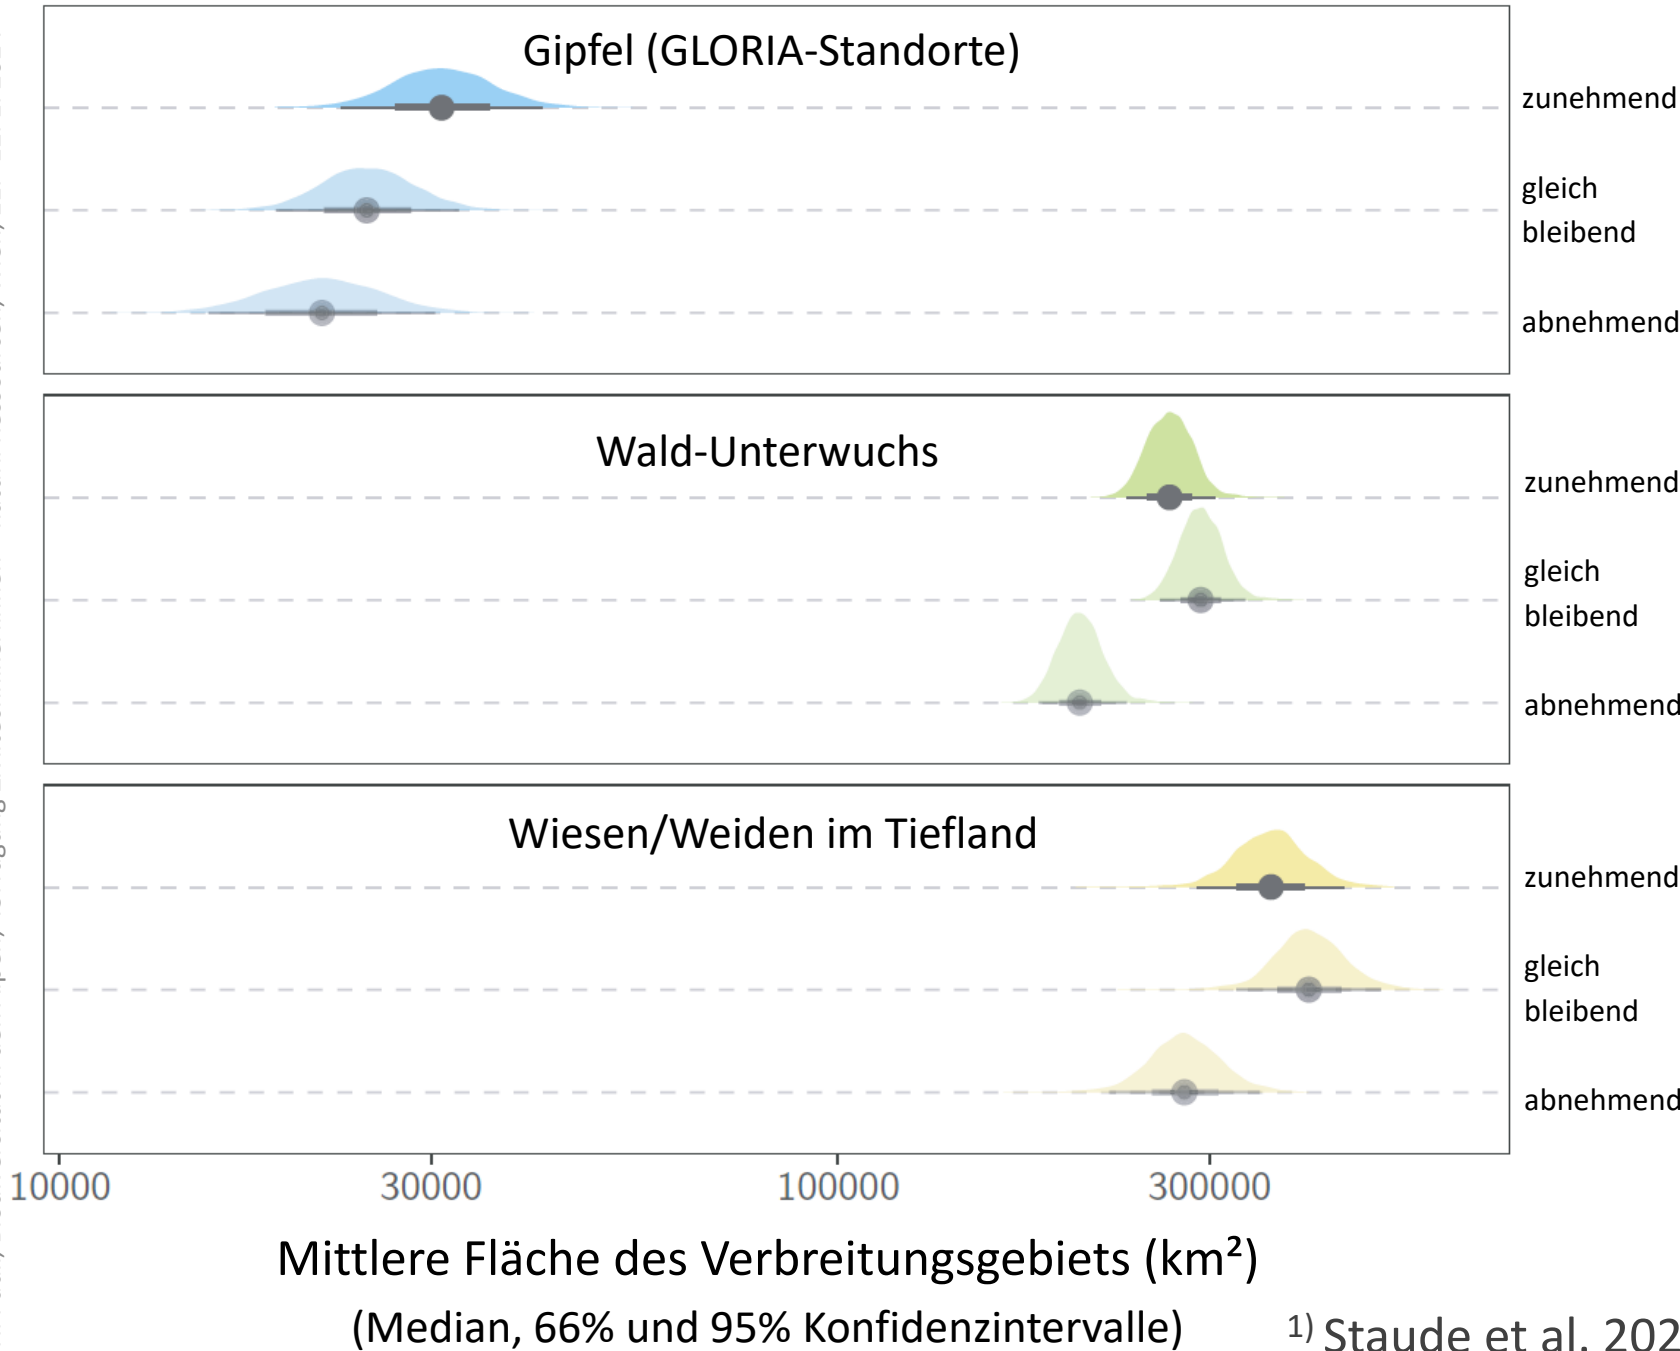 Gipfel (GLORIA-Standorte)
zunehmend
gleich
bleibend
abnehmend
Wald-Unterwuchs
zunehmend
gleich
bleibend
abnehmend
Wiesen/Weiden im Tiefland
zunehmend
gleich
bleibend
abnehmend
10000 30000 100000 300000
Mittlere Fläche des Verbreitungsgebiets (km²)
(Median, 66% und 95% Konfidenzintervalle)
1) Staude et al. 202